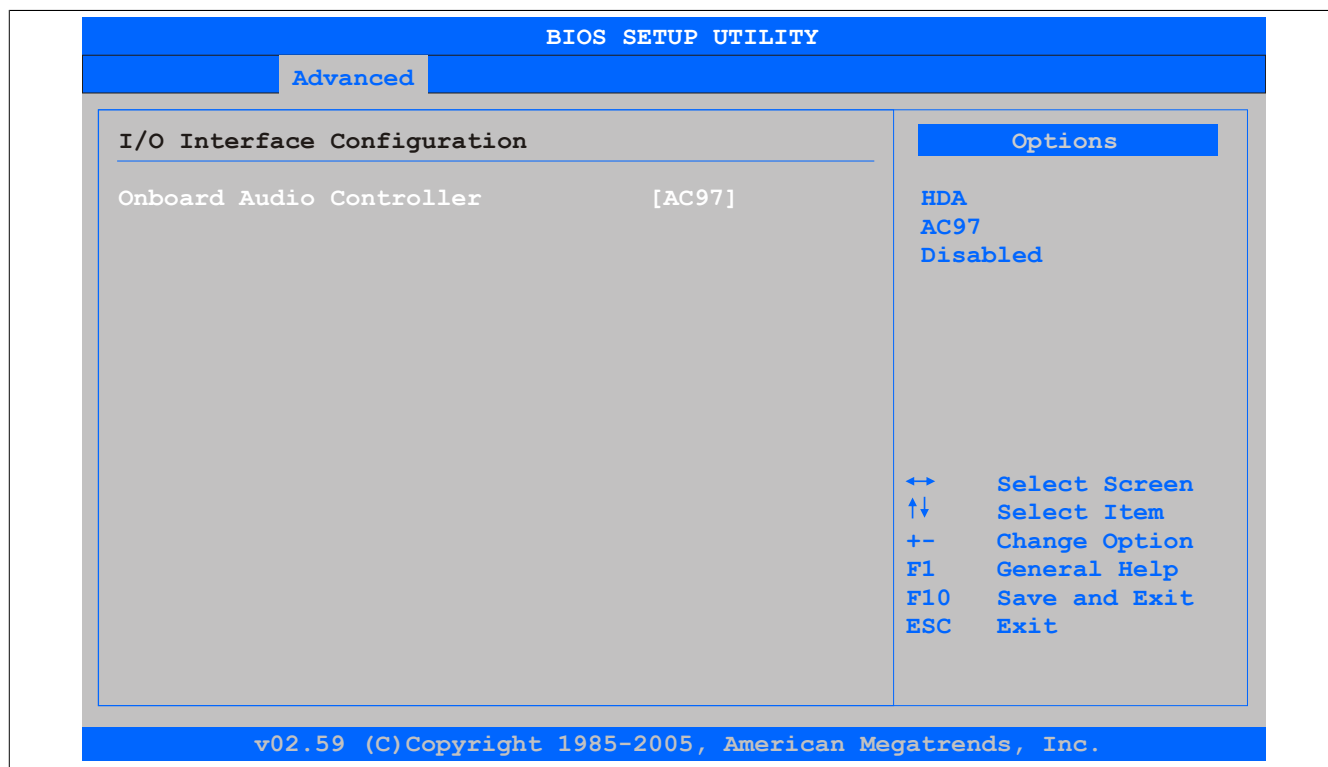 BIOS SETUP UTILITY
Advanced
I/O Interface Configuration
Onboard Audio Controller [AC97]
Options
HDA
AC97
Disabled
←→ Select Screen
↑↓ Select Item
+- Change Option
F1 General Help
F10 Save and Exit
ESC Exit
v02.59 (C)Copyright 1985-2005, American Megatrends, Inc.